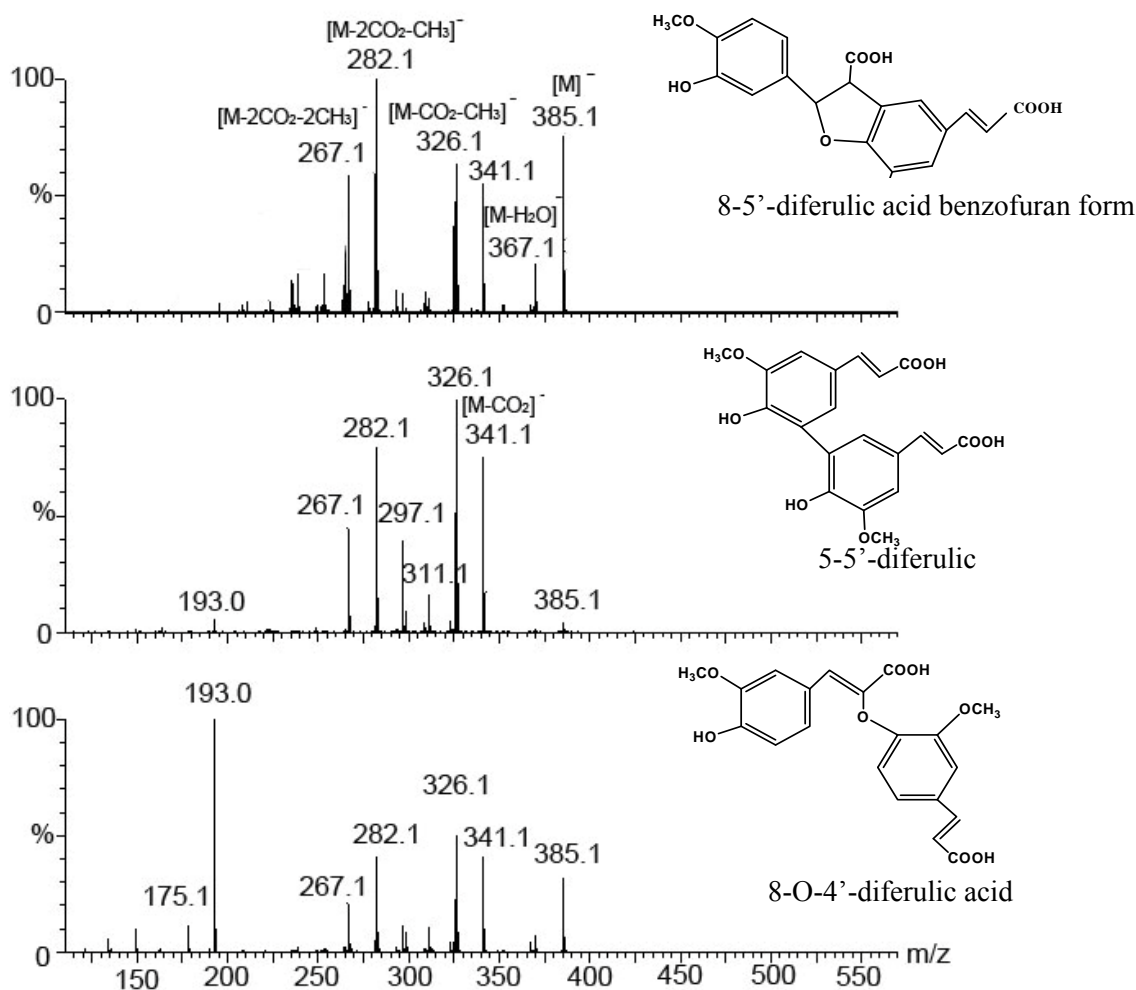 [M-2CO₂-CH₃]⁻
282.1
100
[M]⁻
385.1
[M-2CO₂-2CH₃]⁻
267.1
[M-CO₂-CH₃]⁻
326.1
341.1
[M-H₂O]⁻
367.1
%
0
H₃CO
HO
COOH
O
COOH
8-5’-diferulic acid benzofuran form
100
326.1
[M-CO₂]⁻
341.1
282.1
267.1
297.1
311.1
193.0
385.1
%
0
H₃CO
COOH
HO
COOH
HO
OCH₃
5-5’-diferulic
193.0
100
326.1
282.1
341.1
385.1
267.1
175.1
%
0
H₃CO
COOH
HO
O
OCH₃
COOH
8-O-4’-diferulic acid
150 200 250 300 350 400 450 500 550 m/z